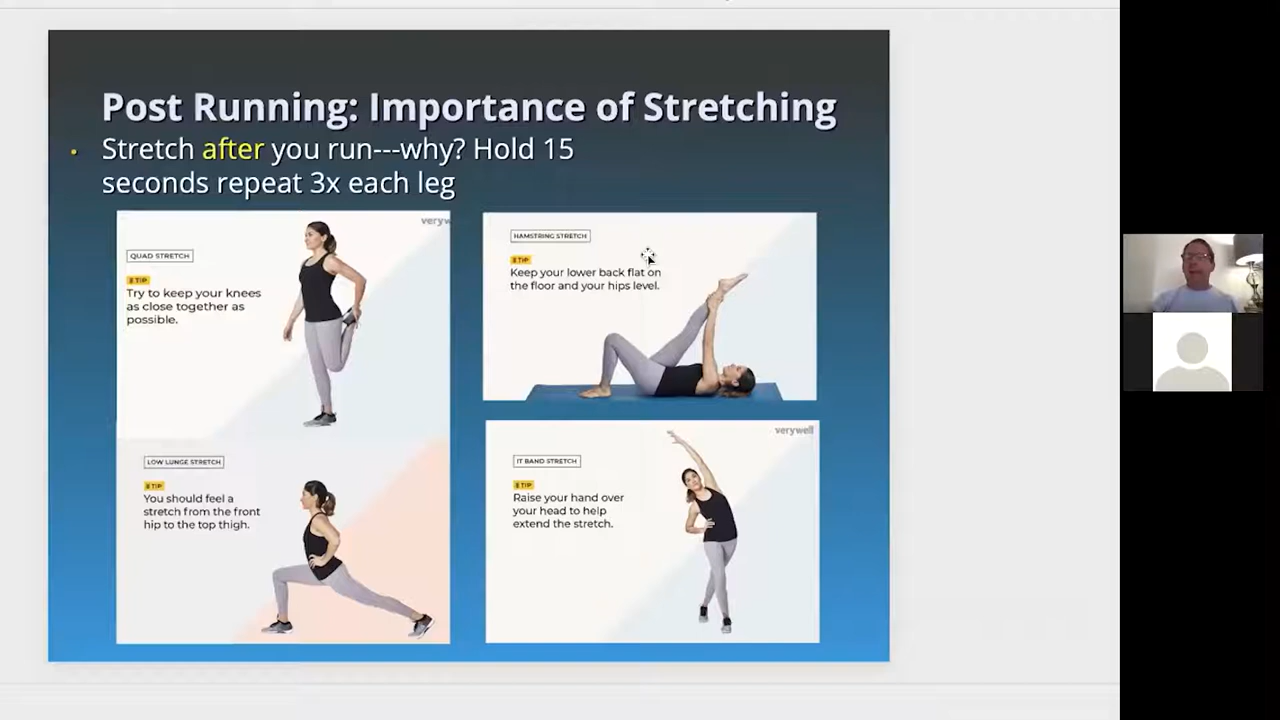 Post Running: Importance of Stretching
• Stretch after you run---why? Hold 15
seconds repeat 3x each leg
veryw
QUAD STRETCH
TIP
Try to keep your knees
as close together as
possible.
HAMSTRING STRETCH
TIP
Keep your lower back flat on
the floor and your hips level.
LOW LUNGE STRETCH
TIP
You should feel a
stretch from the front
hip to the top thigh.
verywell
IT BAND STRETCH
TIP
Raise your hand over
your head to help
extend the stretch.